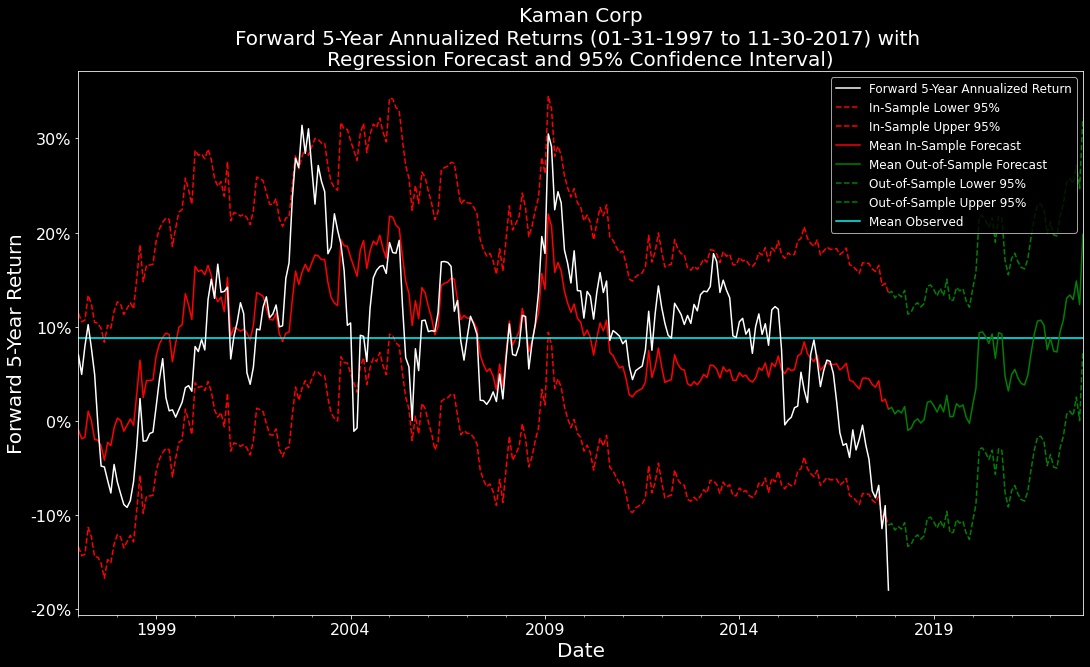 Kaman Corp
Forward 5-Year Annualized Returns (01-31-1997 to 11-30-2017) with
Regression Forecast and 95% Confidence Interval)
Forward 5-Year Annualized Return
In-Sample Lower 95%
In-Sample Upper 95%
Mean In-Sample Forecast
Mean Out-of-Sample Forecast
Out-of-Sample Lower 95%
Out-of-Sample Upper 95%
Mean Observed
Forward 5-Year Return
30%
20%
10%
0%
-10%
-20%
1999
2004
2009
2014
2019
Date